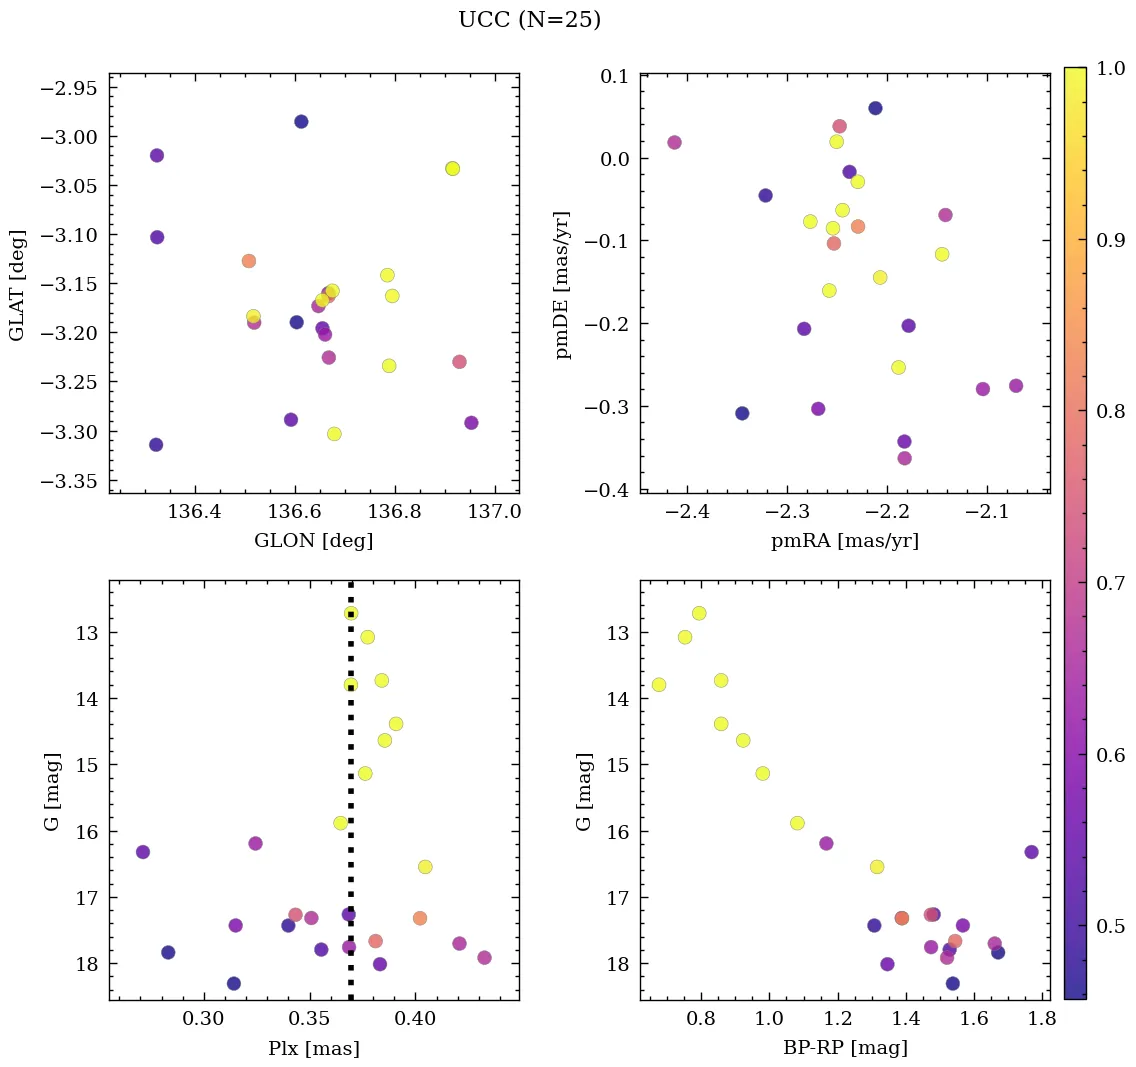 UCC (N=25)
−2.95
−3.00
−3.05
−3.10
−3.15
−3.20
−3.25
−3.30
−3.35
GLAT [deg]
136.4 136.6 136.8 137.0
GLON [deg]
0.1
0.0
−0.1
−0.2
−0.3
−0.4
pmDE [mas/yr]
−2.4 −2.3 −2.2 −2.1
pmRA [mas/yr]
13
14
15
16
17
18
G [mag]
0.30 0.35 0.40
Plx [mas]
13
14
15
16
17
18
G [mag]
0.8 1.0 1.2 1.4 1.6 1.8
BP-RP [mag]
1.0
0.9
0.8
0.7
0.6
0.5